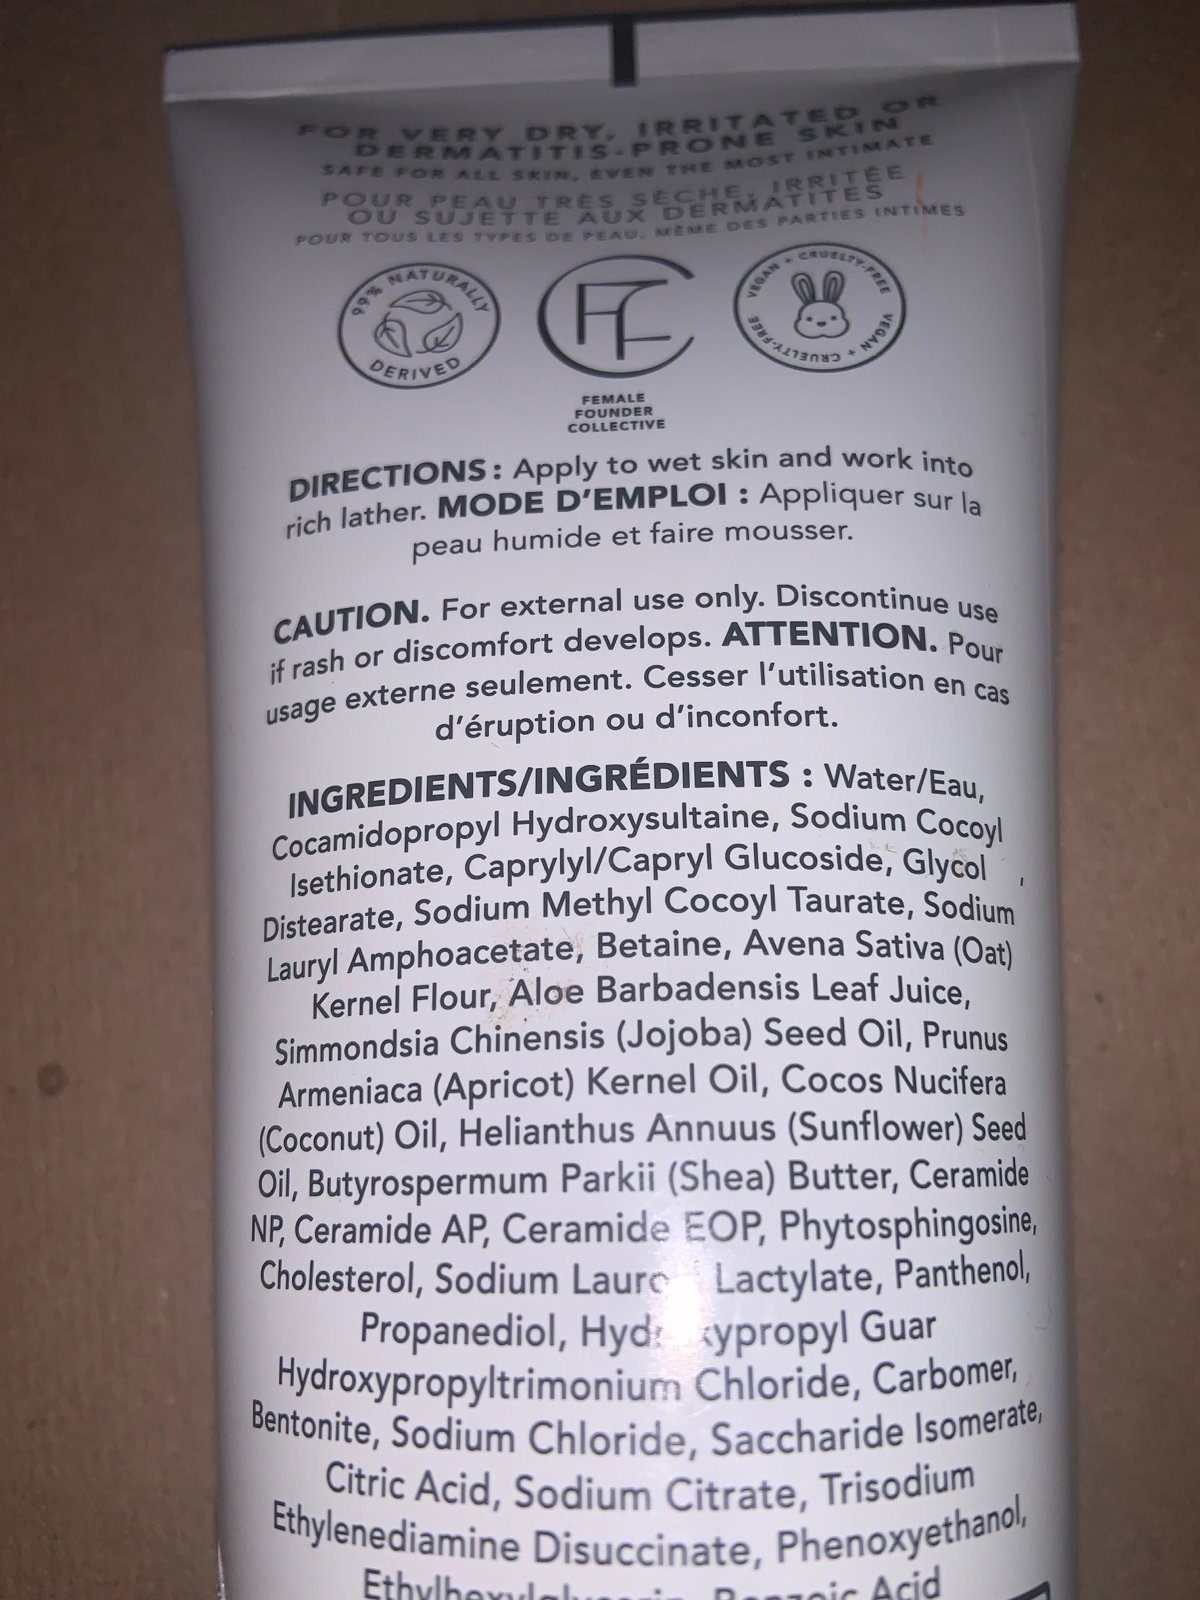 FOR VERY DRY, IRRITATED OR
DERMATITIS-PRONE SKIN
SAFE FOR ALL SKIN, EVEN THE MOST INTIMATE
POUR PEAU TRÈS SÈCHE, IRRITÉE
OU SUJETTE AUX DERMATITES
POUR TOUS LES TYPES DE PEAU, MÊME DES PARTIES INTIMES
99% NATURALLY
DERIVED
FFC
FEMALE
FOUNDER
COLLECTIVE
VEGAN + CRUELTY-FREE
VEGAN + CRUELTY-FREE
DIRECTIONS: Apply to wet skin and work into
rich lather. MODE D'EMPLOI : Appliquer sur la
peau humide et faire mousser.
CAUTION. For external use only. Discontinue use
if rash or discomfort develops. ATTENTION. Pour
usage externe seulement. Cesser l'utilisation en cas
d'éruption ou d'inconfort.
INGREDIENTS/INGRÉDIENTS : Water/Eau,
Cocamidopropyl Hydroxysultaine, Sodium Cocoyl
Isethionate, Caprylyl/Capryl Glucoside, Glycol ,
Distearate, Sodium Methyl Cocoyl Taurate, Sodium
Lauryl Amphoacetate, Betaine, Avena Sativa (Oat)
Kernel Flour, Aloe Barbadensis Leaf Juice,
Simmondsia Chinensis (Jojoba) Seed Oil, Prunus
Armeniaca (Apricot) Kernel Oil, Cocos Nucifera
(Coconut) Oil, Helianthus Annuus (Sunflower) Seed
Oil, Butyrospermum Parkii (Shea) Butter, Ceramide
NP, Ceramide AP, Ceramide EOP, Phytosphingosine,
Cholesterol, Sodium Lactylate, Panthenol,
Propanediol, Guar
Hydroxypropyltrimonium Chloride, Carbomer,
Bentonite, Sodium Chloride, Saccharide Isomerate,
Citric Acid, Sodium Citrate, Trisodium
Ethylenediamine Disuccinate, Phenoxyethanol,
Benzoic Acid